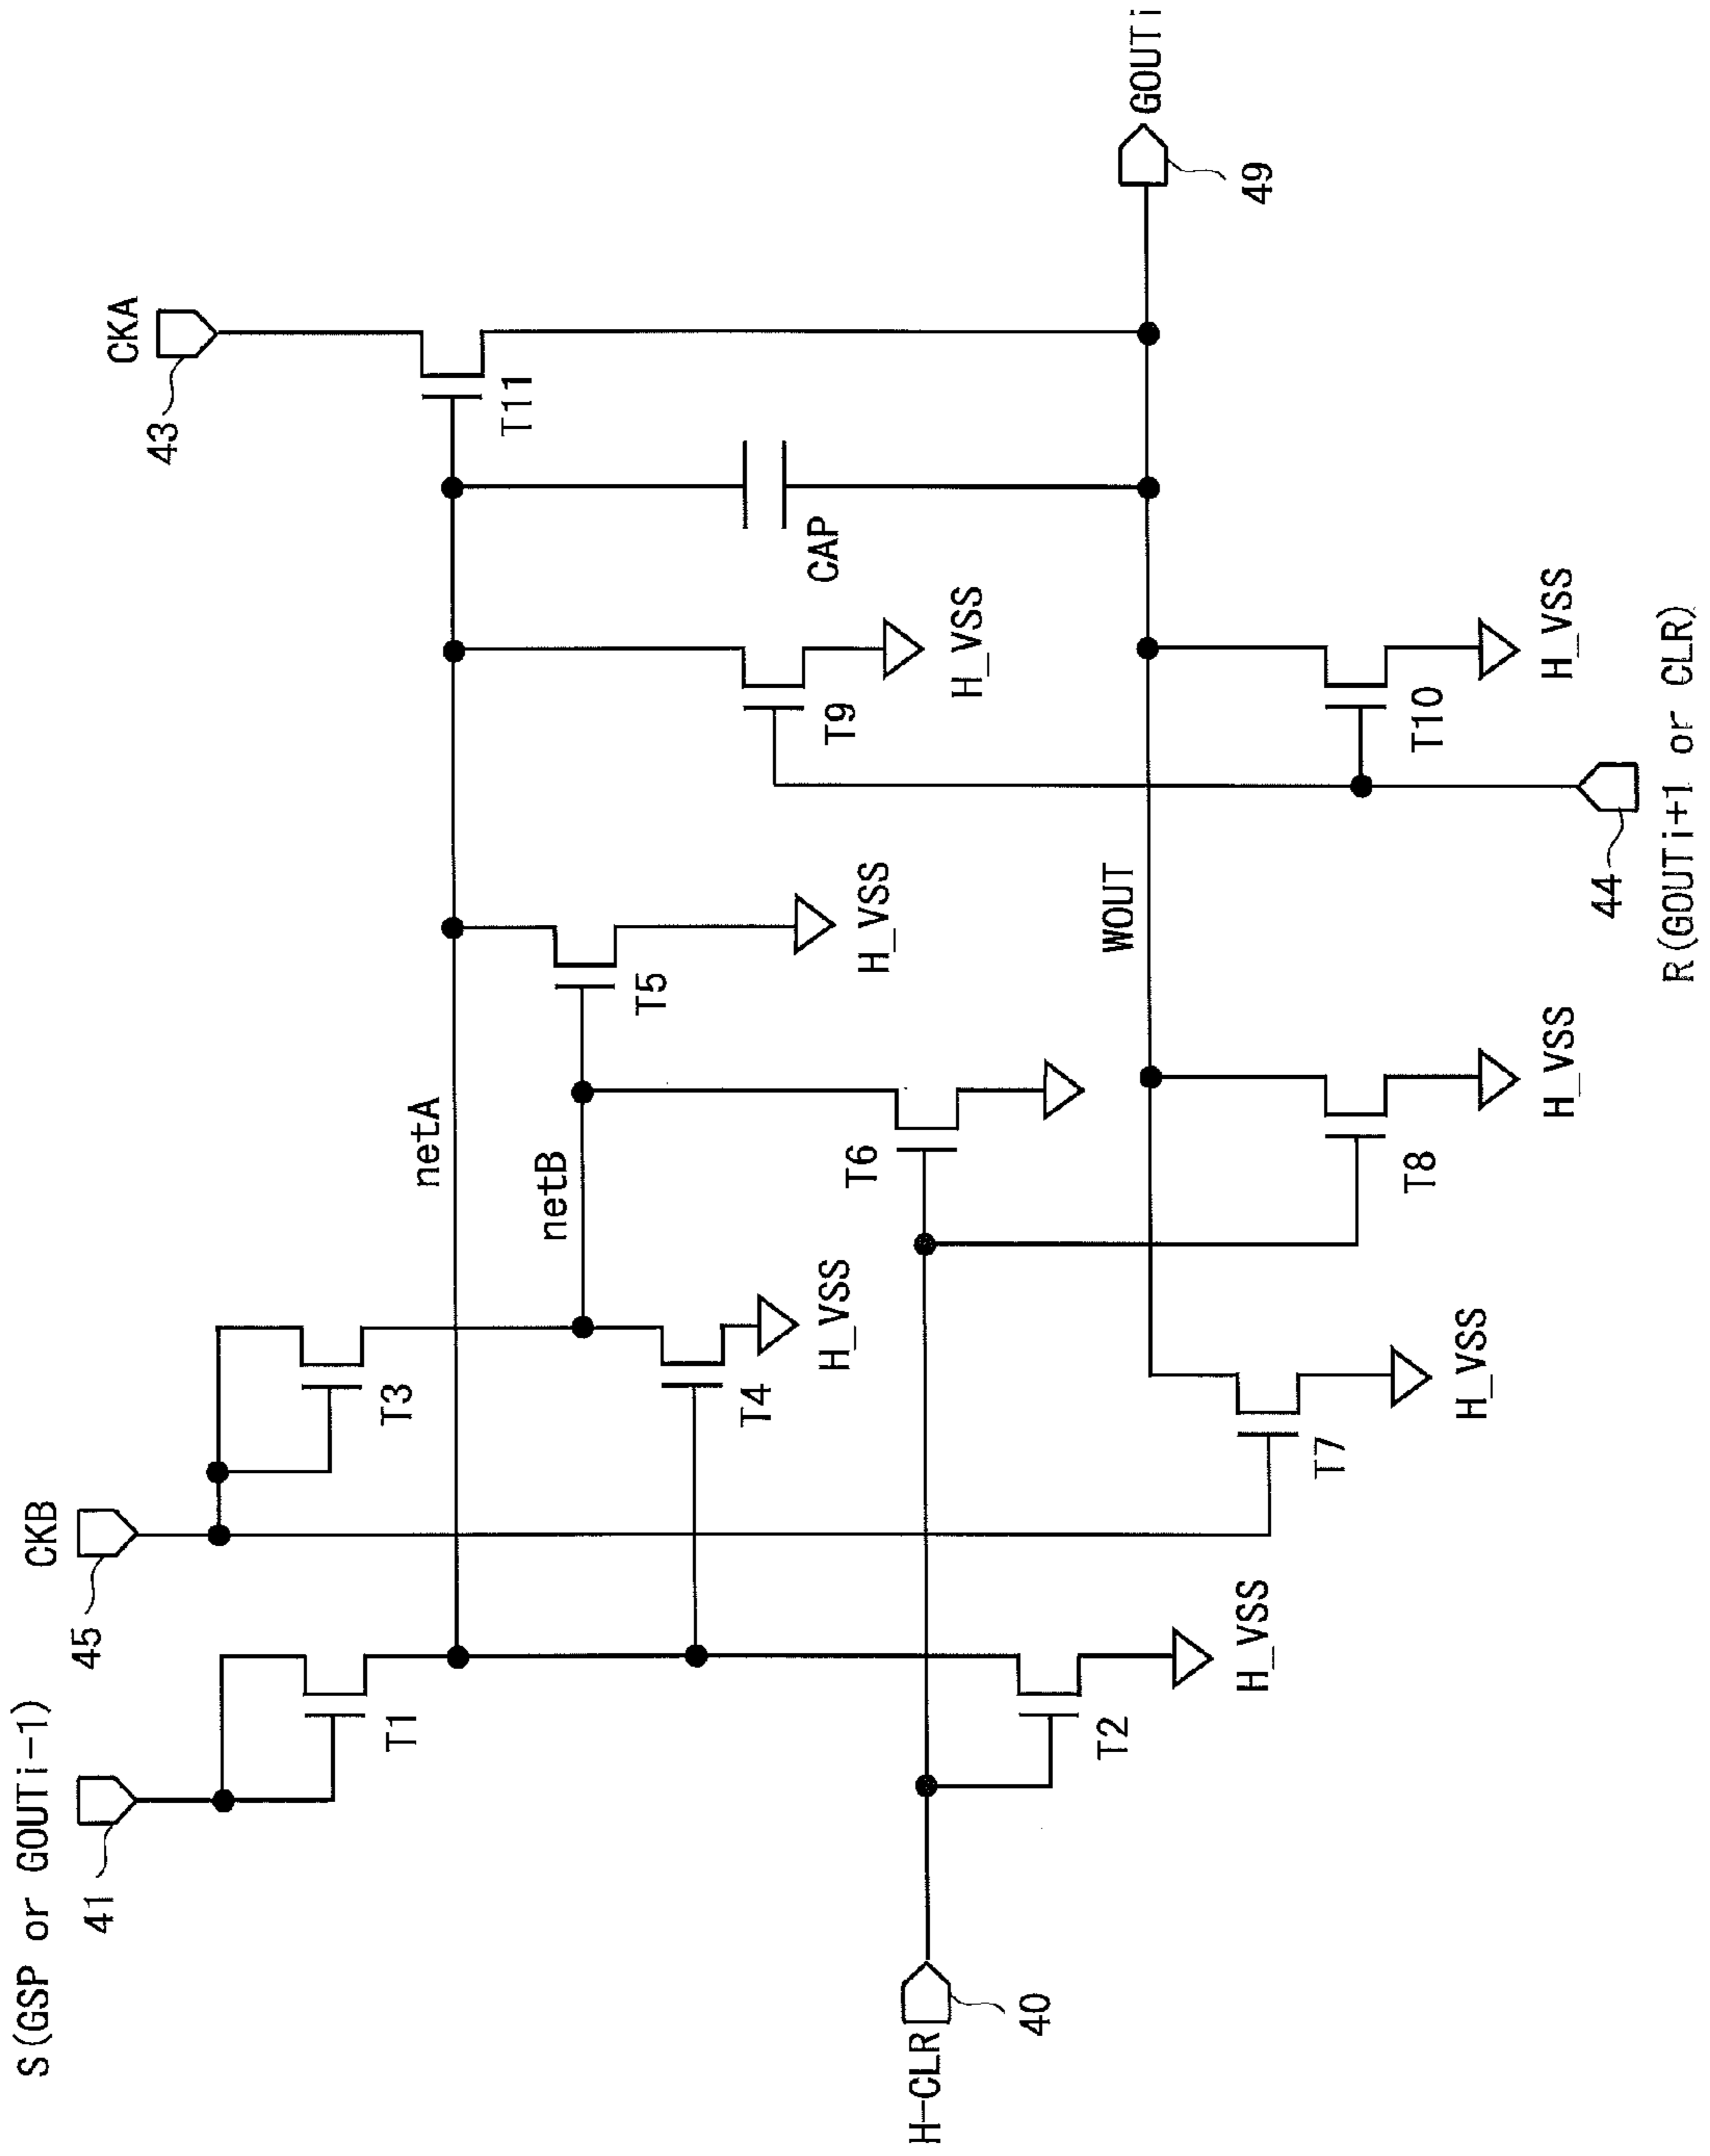 S(GSP or GOUTi-1)
41
CKB
45
CKA
43
T1
T3
T11
netA
netB
T4
H_VSS
T5
H_VSS
T9
H_VSS
CAP
T6
H-CLR
40
T2
H_VSS
WOUT
GOUTi
49
T7
H_VSS
T8
H_VSS
T10
H_VSS
44
R(GOUTi+1 or CLR)